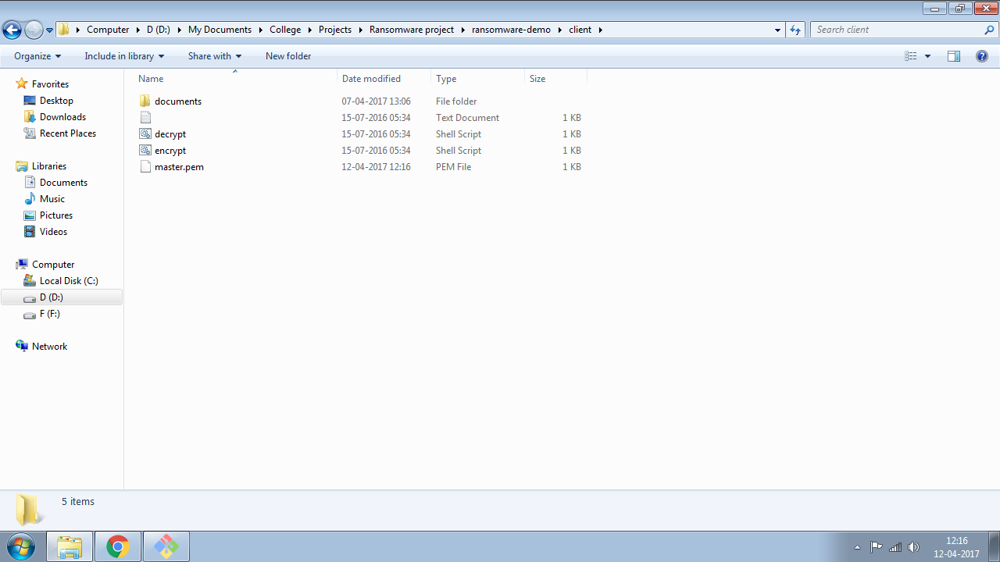 Computer D (D:) My Documents College Projects Ransomware project ransomware-demo client Search client
Organize Include in library Share with New folder
Name Date modified Type Size
Favorites
Desktop
Downloads
Recent Places
Libraries
Documents
Music
Pictures
Videos
Computer
Local Disk (C:)
D (D:)
F (F:)
Network
documents 07-04-2017 13:06 File folder
15-07-2016 05:34 Text Document 1 KB
decrypt 15-07-2016 05:34 Shell Script 1 KB
encrypt 15-07-2016 05:34 Shell Script 1 KB
master.pem 12-04-2017 12:16 PEM File 1 KB
5 items
12:16
12-04-2017